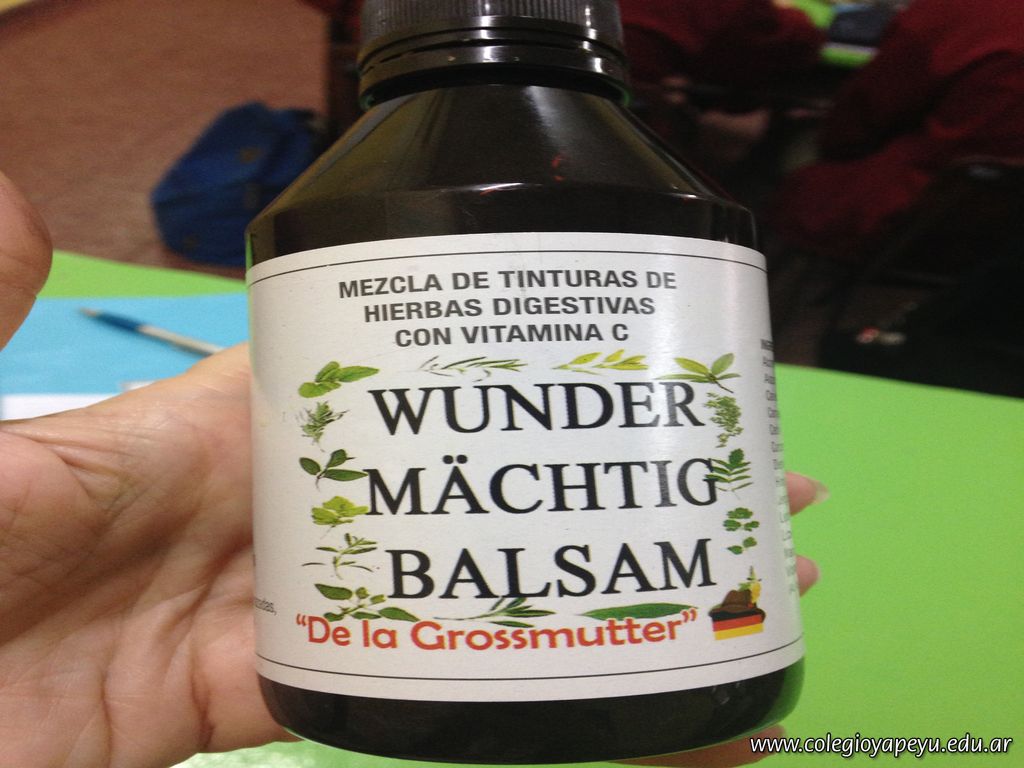 MEZCLA DE TINTURAS DE
HIERBAS DIGESTIVAS
CON VITAMINA C
WUNDER
MÄCHTIG
BALSAM
“De la Grossmutter”
www.colegioyapeyu.edu.ar